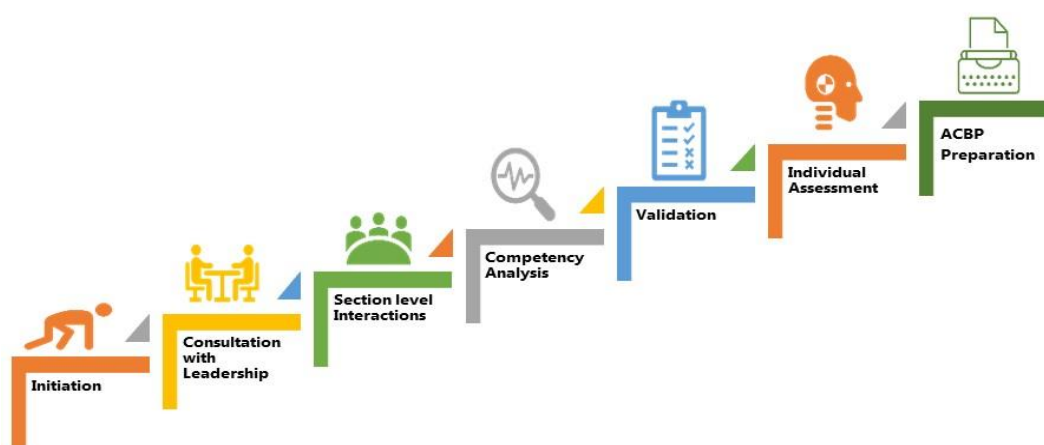 Initiation
Consultation
with
Leadership
Section level
Interactions
Competency
Analysis
Validation
Individual
Assessment
ACBP
Preparation